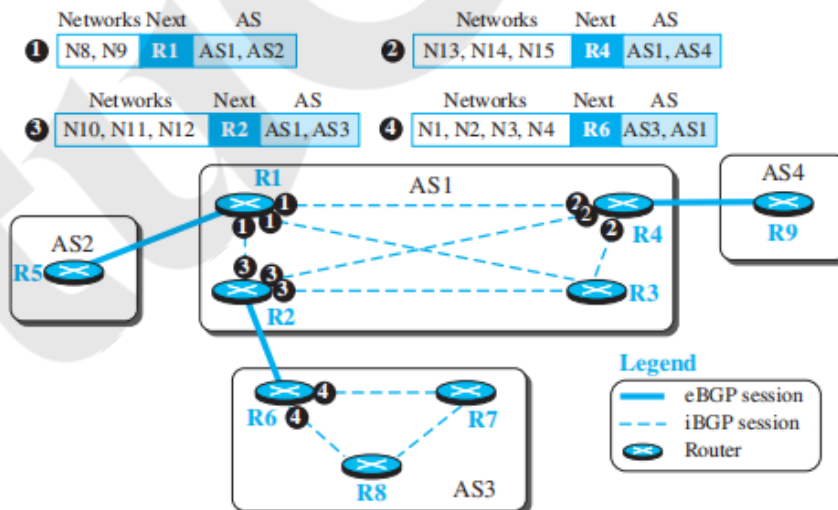 Networks Next AS
Networks Next AS
1 N8, N9 R1 AS1, AS2
2 N13, N14, N15 R4 AS1, AS4
Networks Next AS
Networks Next AS
3 N10, N11, N12 R2 AS1, AS3
4 N1, N2, N3, N4 R6 AS3, AS1
R1
AS1
AS4
1
1
1
2
2
2
R4
R9
AS2
R5
3
3
3
R2
R3
Legend
eBGP session
iBGP session
Router
R6
4
4
R7
R8
AS3